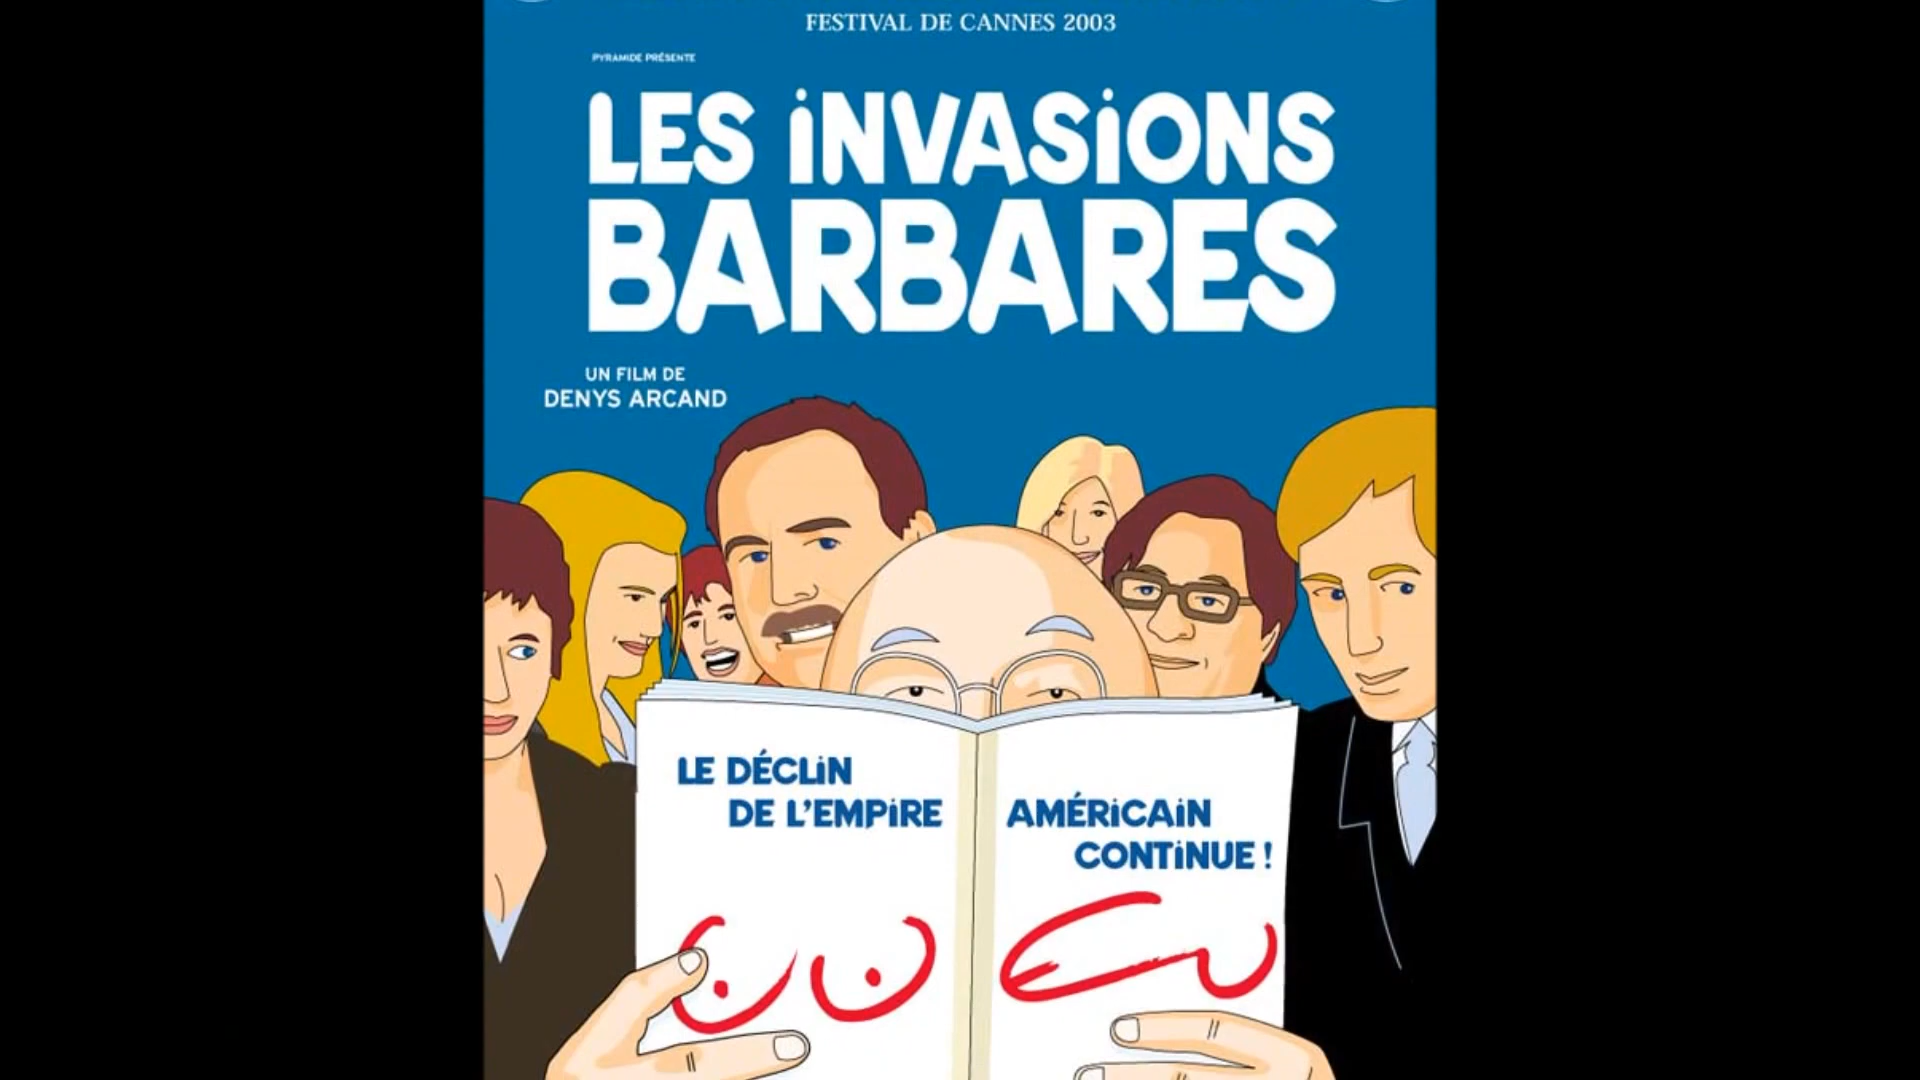 FESTIVAL DE CANNES 2003
PYRAMIDE PRÉSENTE
LES INVASIONS
BARBARES
UN FILM DE
DENYS ARCAND
LE DÉCLIN
DE L'EMPIRE
AMÉRICAIN
CONTINUE !